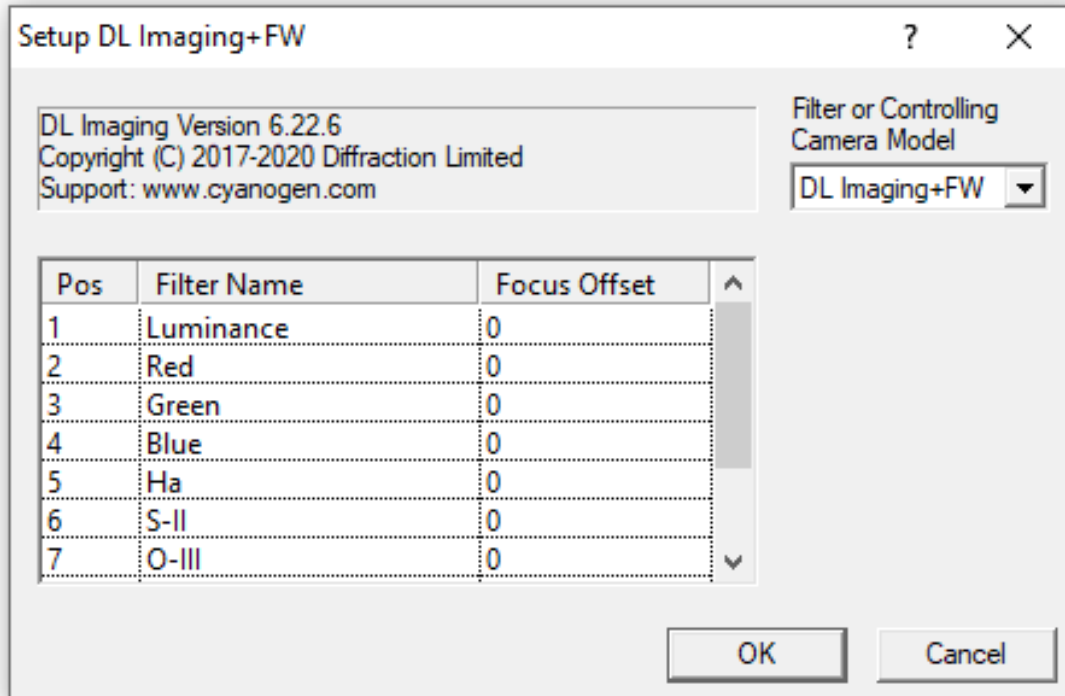 Setup DL Imaging+FW ?
DL Imaging Version 6.22.6
Copyright (C) 2017-2020 Diffraction Limited
Support: www.cyanogen.com
Filter or Controlling
Camera Model
DL Imaging+FW
Pos Filter Name Focus Offset
1 Luminance 0
2 Red 0
3 Green 0
4 Blue 0
5 Ha 0
6 S-II 0
7 O-III 0
OK Cancel